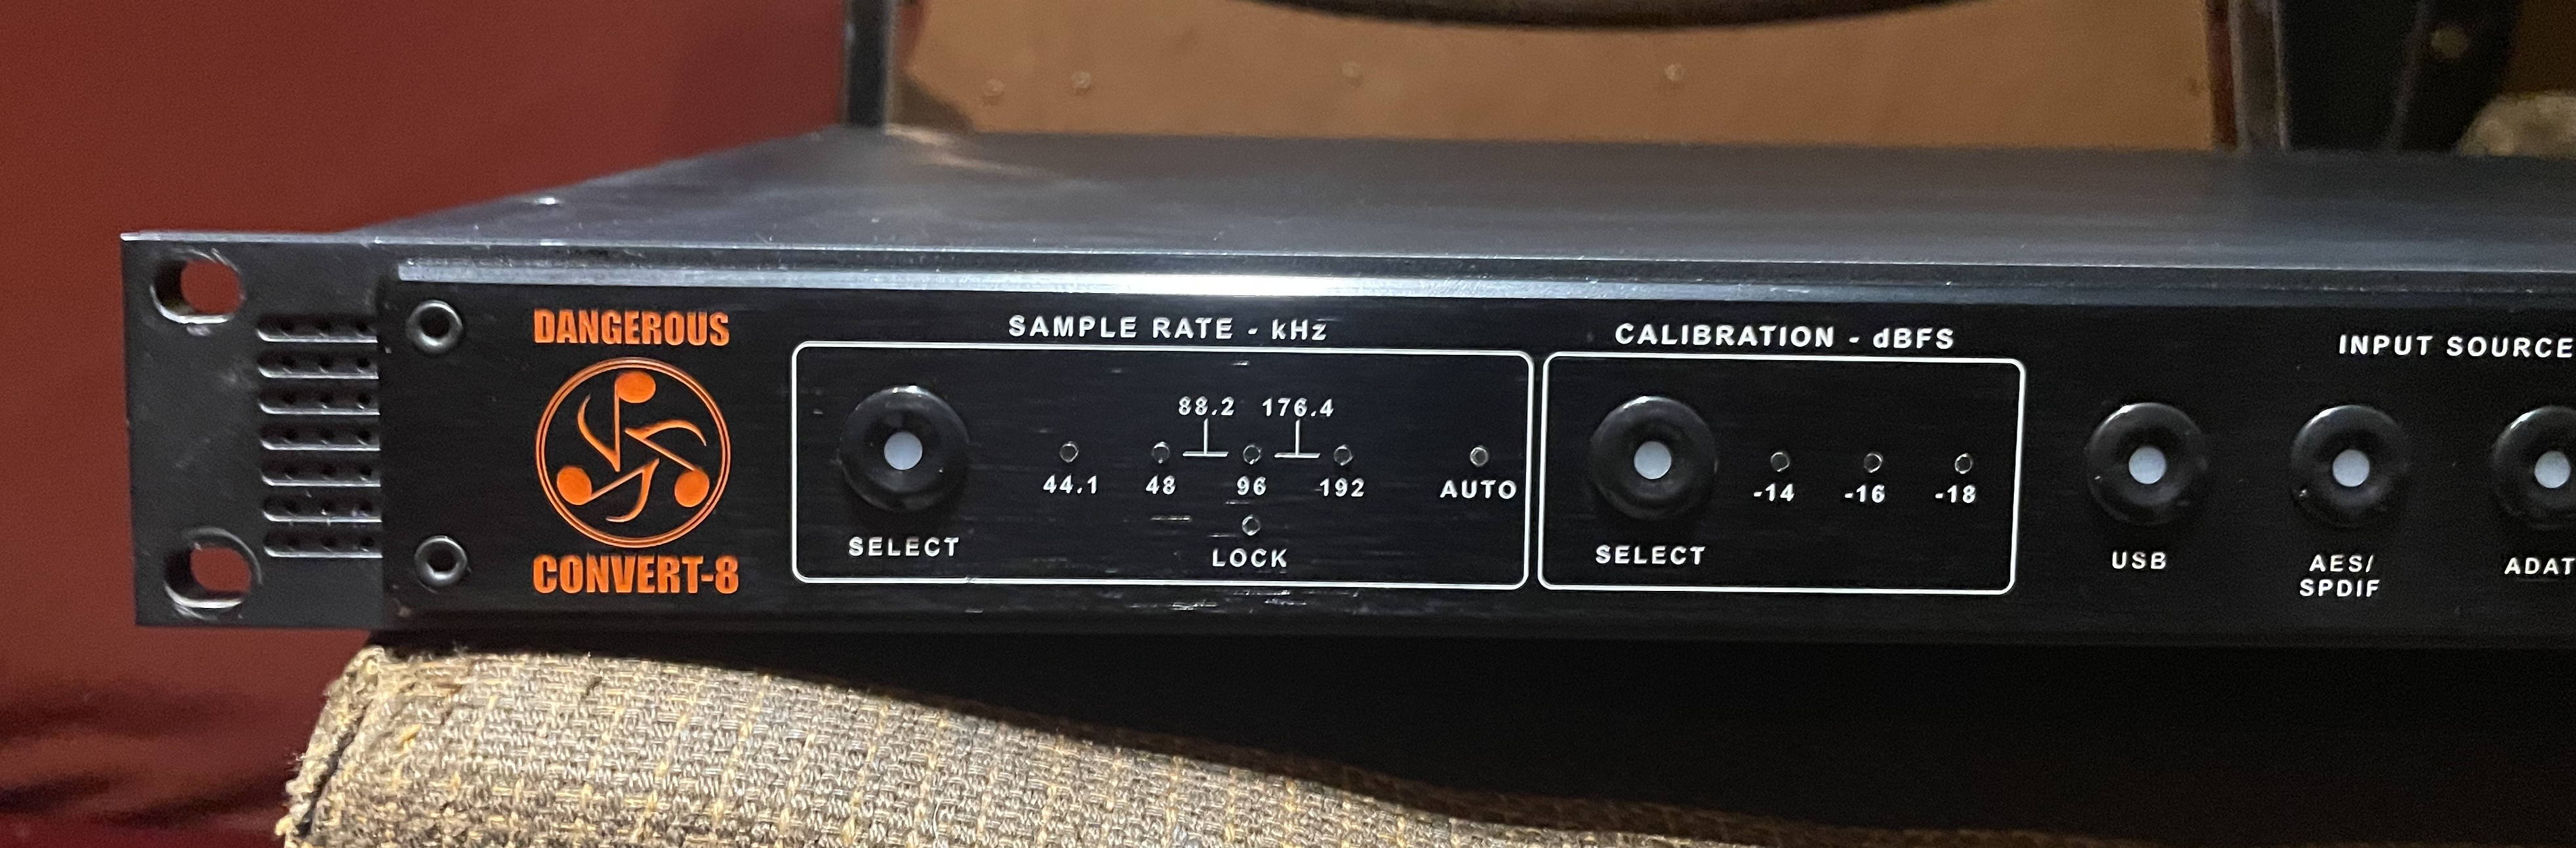 DANGEROUS
CONVERT-8
SAMPLE RATE - kHz
88.2 176.4
44.1 48 96 192 AUTO
SELECT
LOCK
CALIBRATION - dBFS
-14 -16 -18
SELECT
INPUT SOURCE
USB
AES/
SPDIF
ADAT